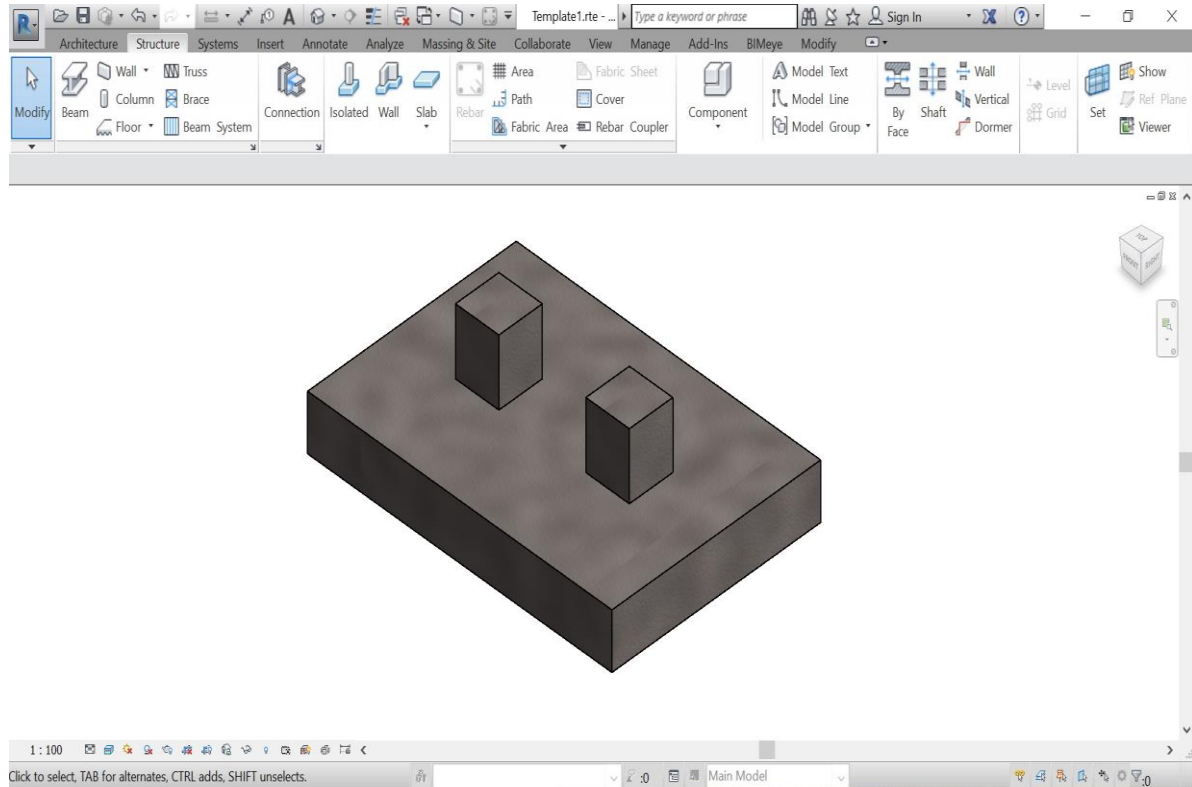 R
A
Template1.rte - ...
Type a keyword or phrase
Sign In
Architecture Structure Systems Insert Annotate Analyze Massing & Site Collaborate View Manage Add-Ins BIMeye Modify
Modify
Beam
Wall
Truss
Column
Brace
Floor
Beam System
Connection
Isolated
Wall
Slab
Rebar
Area
Path
Fabric Area
Fabric Sheet
Cover
Rebar Coupler
Component
Model Text
Model Line
Model Group
By Face
Shaft
Wall
Vertical
Dormer
Level
Grid
Set
Show
Ref Plane
Viewer
TOP
FRONT
RIGHT
1 : 100
Click to select, TAB for alternates, CTRL adds, SHIFT unselects.
:0
Main Model
:0